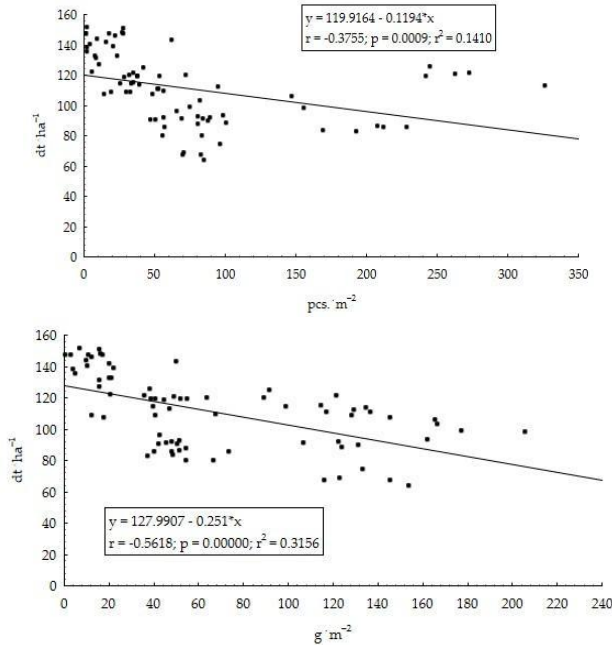 y = 119.9164 - 0.1194*x
r = -0.3755; p = 0.0009; r² = 0.1410
160
140
120
100
80
60
40
20
0
dt·ha⁻¹
0 50 100 150 200 250 300 350
pcs.·m⁻²
160
140
120
100
80
60
40
20
0
dt·ha⁻¹
y = 127.9907 - 0.251*x
r = -0.5618; p = 0.00000; r² = 0.3156
0 20 40 60 80 100 120 140 160 180 200 220 240
g·m⁻²